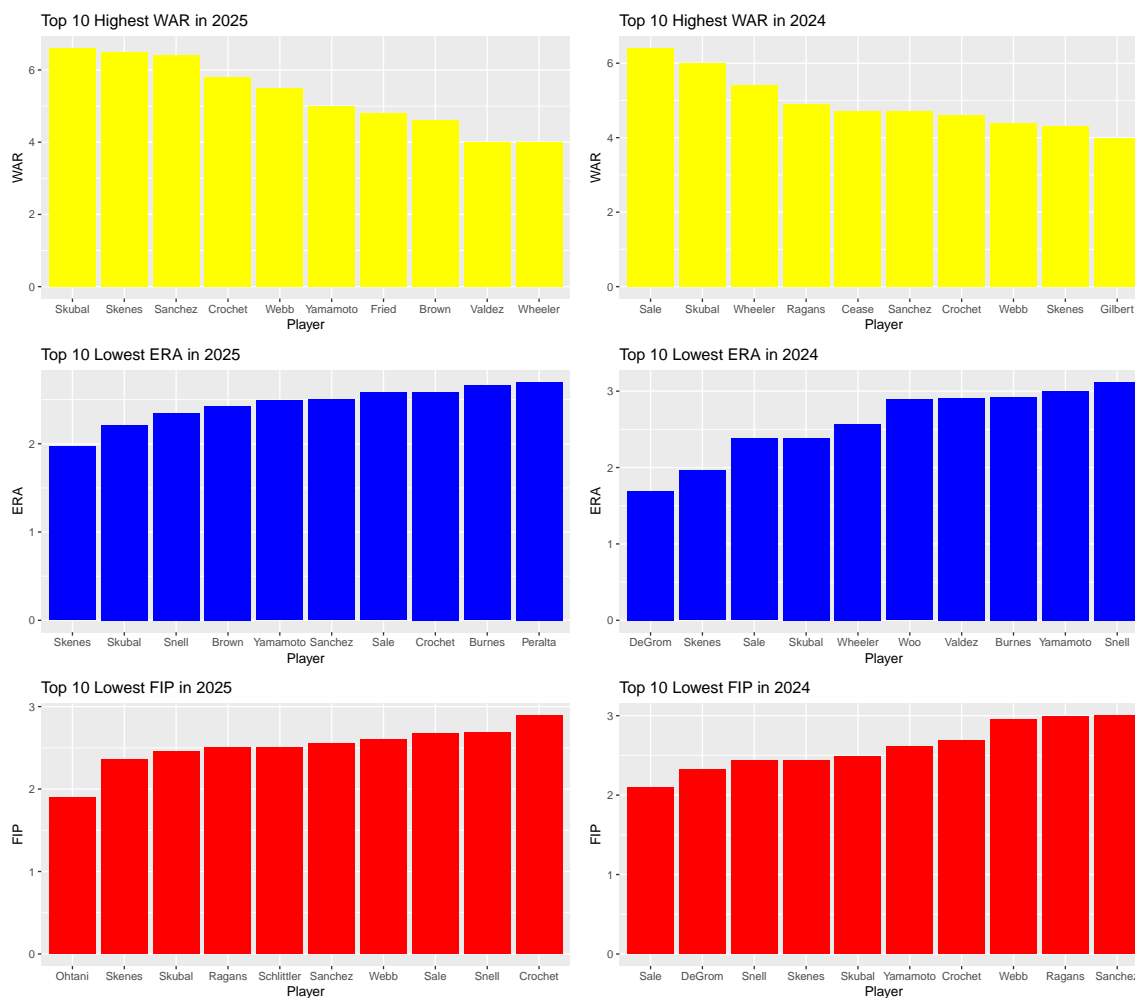 Top 10 Highest WAR in 2025
6
4
2
0
WAR
Skubal Skenes Sanchez Crochet Webb Yamamoto Fried Brown Valdez Wheeler
Player
Top 10 Highest WAR in 2024
6
4
2
0
WAR
Sale Skubal Wheeler Ragans Cease Sanchez Crochet Webb Skenes Gilbert
Player
Top 10 Lowest ERA in 2025
2
1
0
ERA
Skenes Skubal Snell Brown Yamamoto Sanchez Sale Crochet Burnes Peralta
Player
Top 10 Lowest ERA in 2024
3
2
1
0
ERA
DeGrom Skenes Sale Skubal Wheeler Woo Valdez Burnes Yamamoto Snell
Player
Top 10 Lowest FIP in 2025
3
2
1
0
FIP
Ohtani Skenes Skubal Ragans Schlittler Sanchez Webb Sale Snell Crochet
Player
Top 10 Lowest FIP in 2024
3
2
1
0
FIP
Sale DeGrom Snell Skenes Skubal Yamamoto Crochet Webb Ragans Sanchez
Player